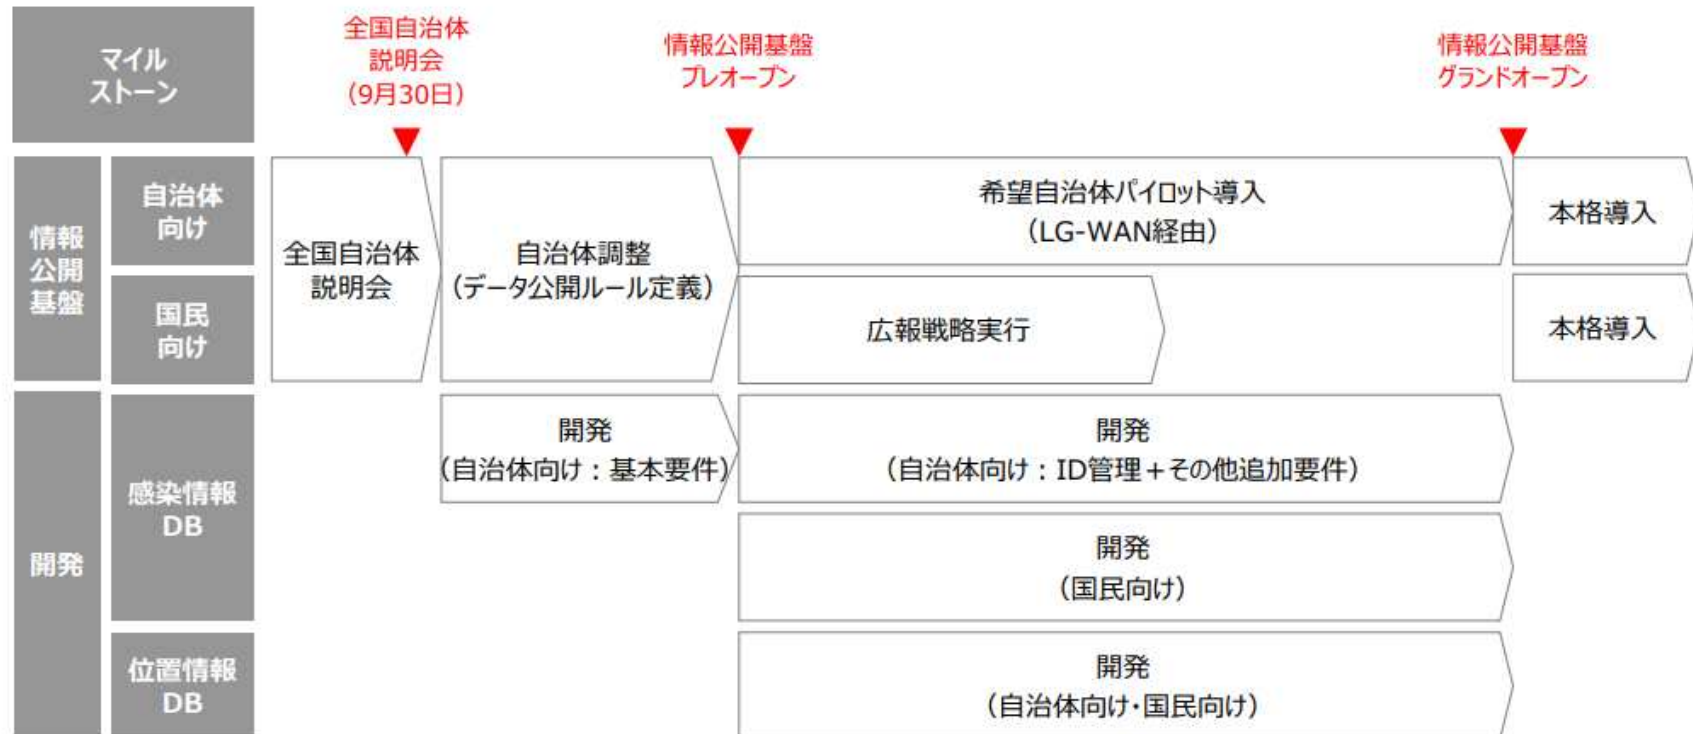 マイル
ストーン
全国自治体
説明会
（9月30日）
情報公開基盤
プレオープン
情報公開基盤
グランドオープン
情報
公開
基盤
自治体
向け
国民
向け
全国自治体
説明会
自治体調整
（データ公開ルール定義）
希望自治体パイロット導入
（LG-WAN経由）
本格導入
広報戦略実行
本格導入
開発
感染情報
DB
開発
（自治体向け：基本要件）
開発
（自治体向け：ID管理＋その他追加要件）
開発
（国民向け）
位置情報
DB
開発
（自治体向け・国民向け）